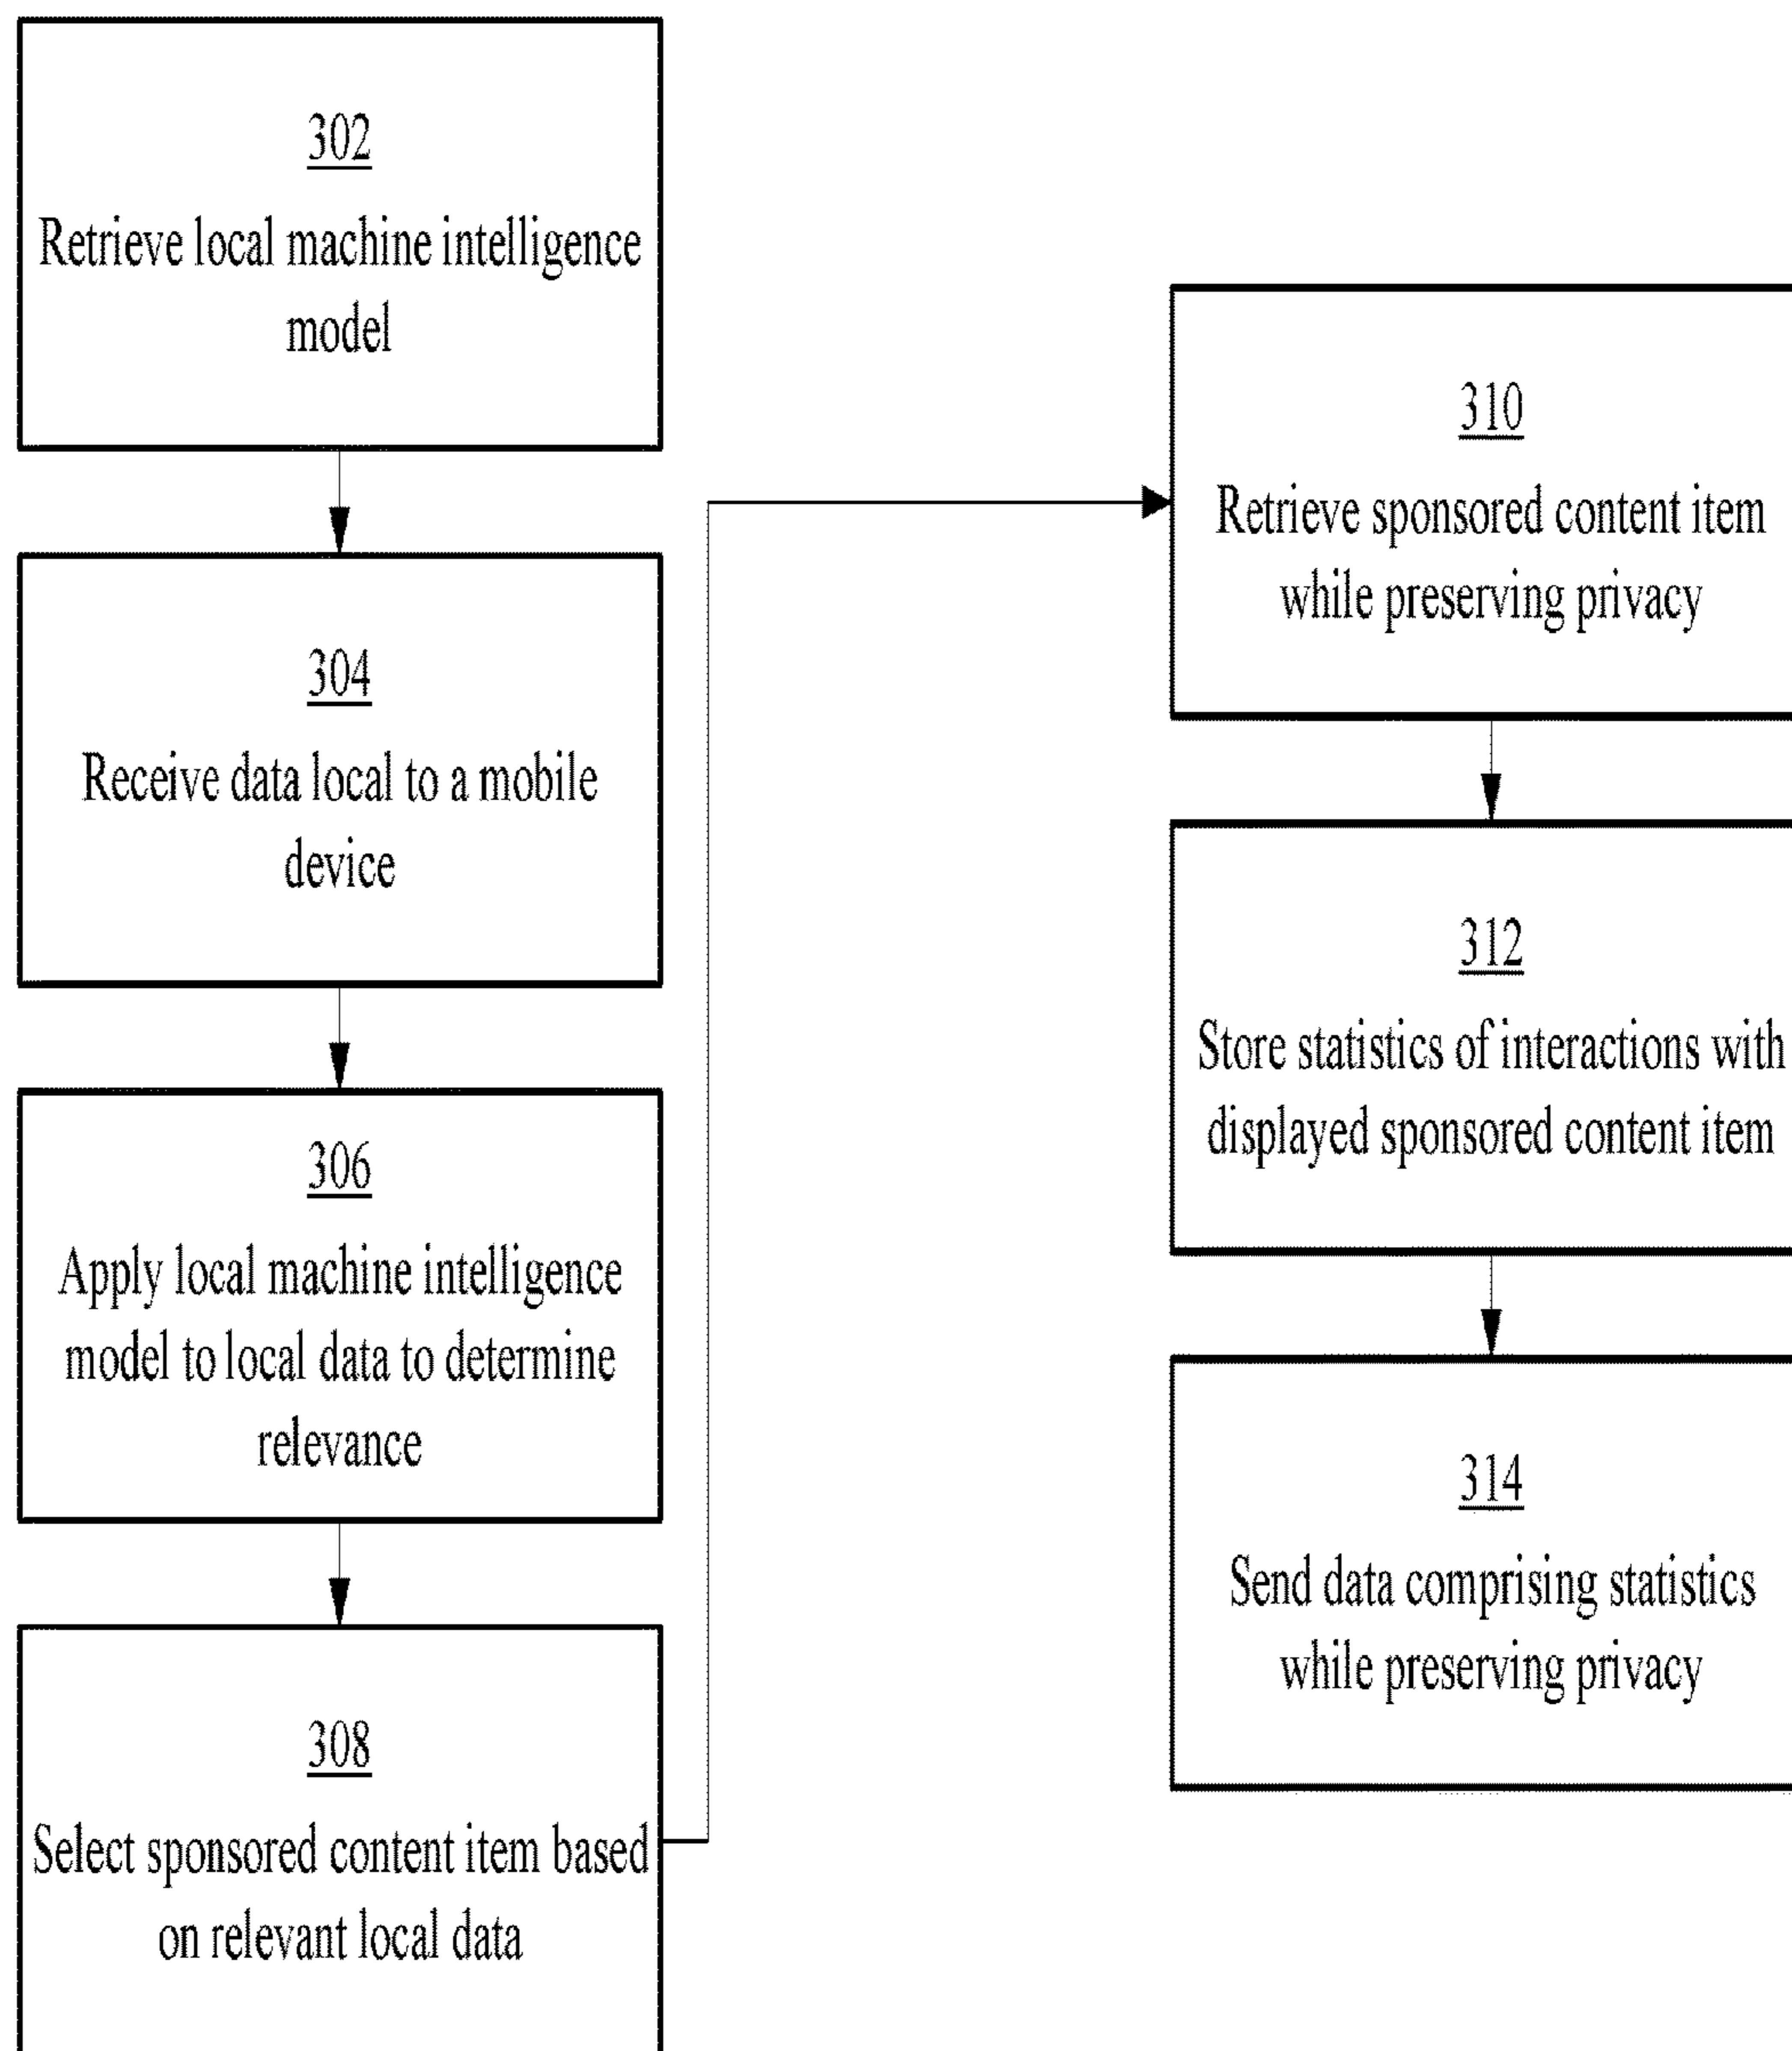 302
Retrieve local machine intelligence
model
304
Receive data local to a mobile
device
306
Apply local machine intelligence
model to local data to determine
relevance
308
Select sponsored content item based
on relevant local data
310
Retrieve sponsored content item
while preserving privacy
312
Store statistics of interactions with
displayed sponsored content item
314
Send data comprising statistics
while preserving privacy